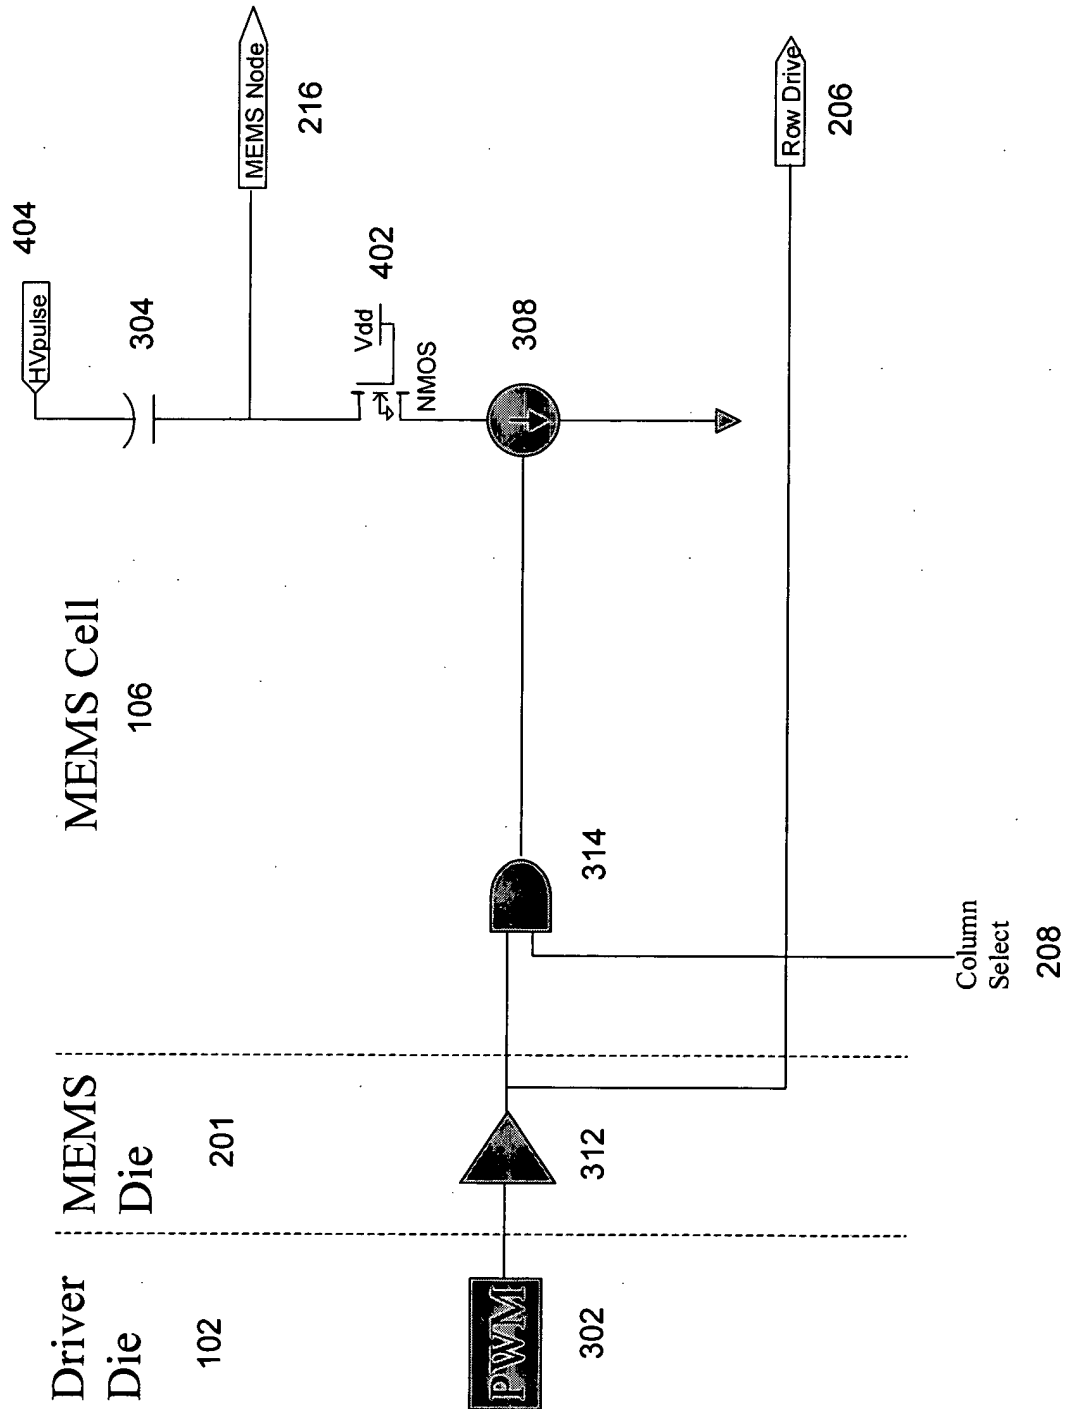 Driver
Die
102
MEMS
Die
201
MEMS Cell
106
HVpulse
404
304
MEMS Node
216
Vdd
402
NMOS
308
PWM
302
312
314
Column
Select
208
Row Drive
206